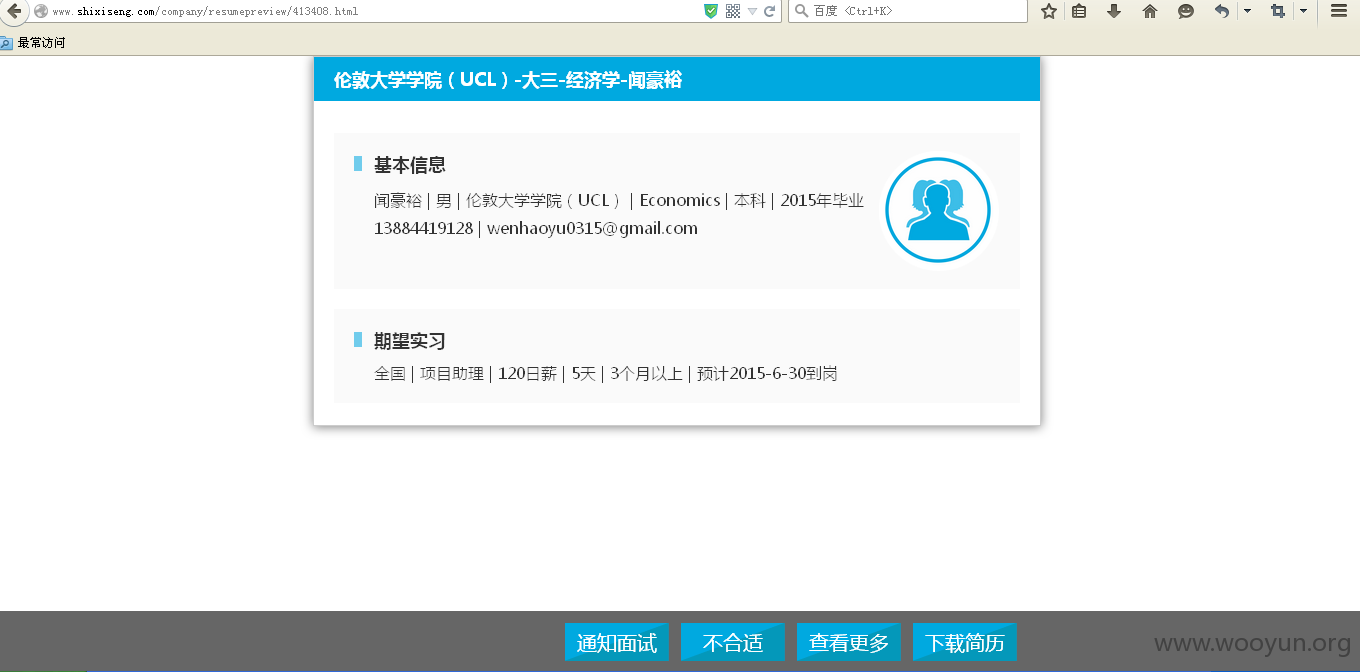 www.shixiseng.com/company/resumepreview/413408.html
百度 <Ctrl+K>
最常访问
伦敦大学学院（UCL）-大三-经济学-闻豪裕
基本信息
闻豪裕 | 男 | 伦敦大学学院（UCL） | Economics | 本科 | 2015年毕业
13884419128 | wenhaoyu0315@gmail.com
期望实习
全国 | 项目助理 | 120日薪 | 5天 | 3个月以上 | 预计2015-6-30到岗
通知面试 不合适 查看更多 下载简历
www.wooyun.org